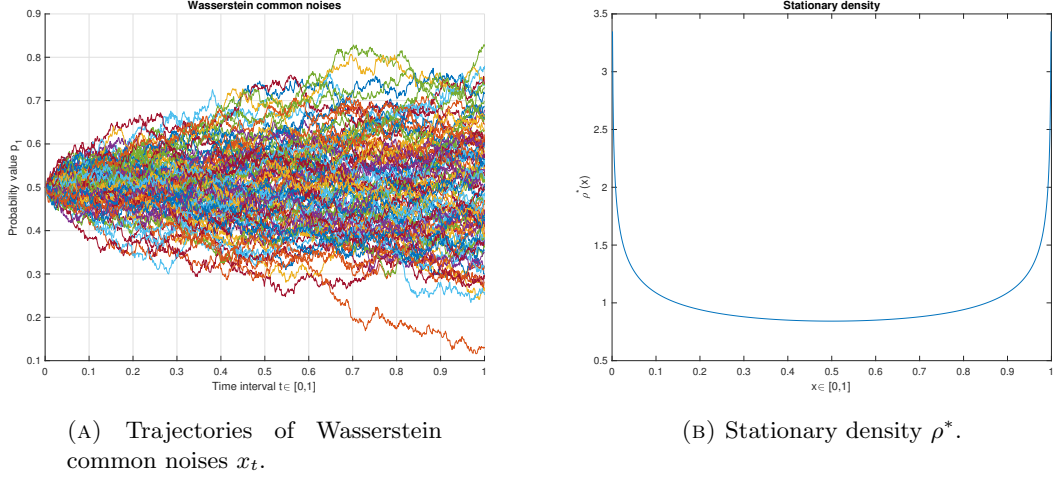 Wasserstein common noises
0.9
0.8
0.7
0.6
0.5
0.4
0.3
0.2
0.1
Probability value p1
0 0.1 0.2 0.3 0.4 0.5 0.6 0.7 0.8 0.9 1
Time interval t∈ [0,1]
(A) Trajectories of Wasserstein
common noises xt.
Stationary density
3.5
3
2.5
2
1.5
1
0.5
ρ*(x)
0 0.1 0.2 0.3 0.4 0.5 0.6 0.7 0.8 0.9 1
x∈ [0,1]
(B) Stationary density ρ*.